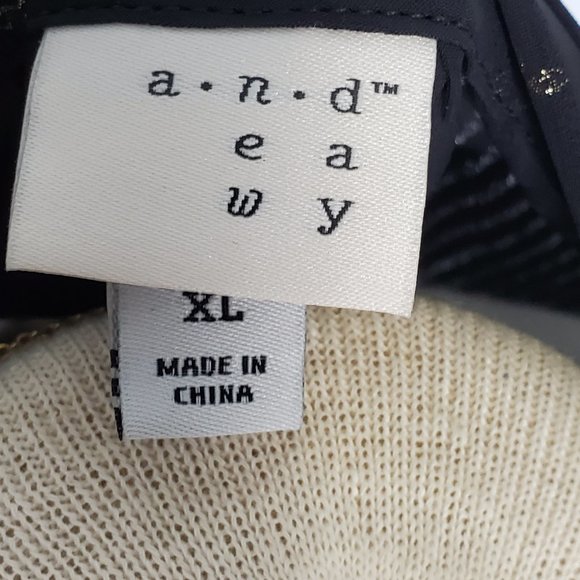 a • n • d™
e a
w y
XL
MADE IN
CHINA